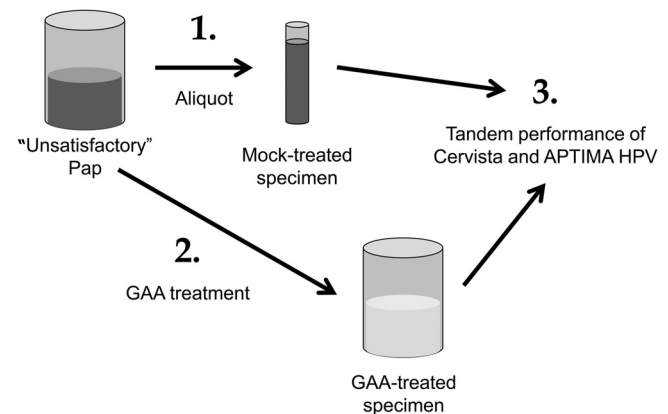 1.
Aliquot
"Unsatisfactory"
Pap
Mock-treated
specimen
3.
Tandem performance of
Cervista and APTIMA HPV
2.
GAA treatment
GAA-treated
specimen